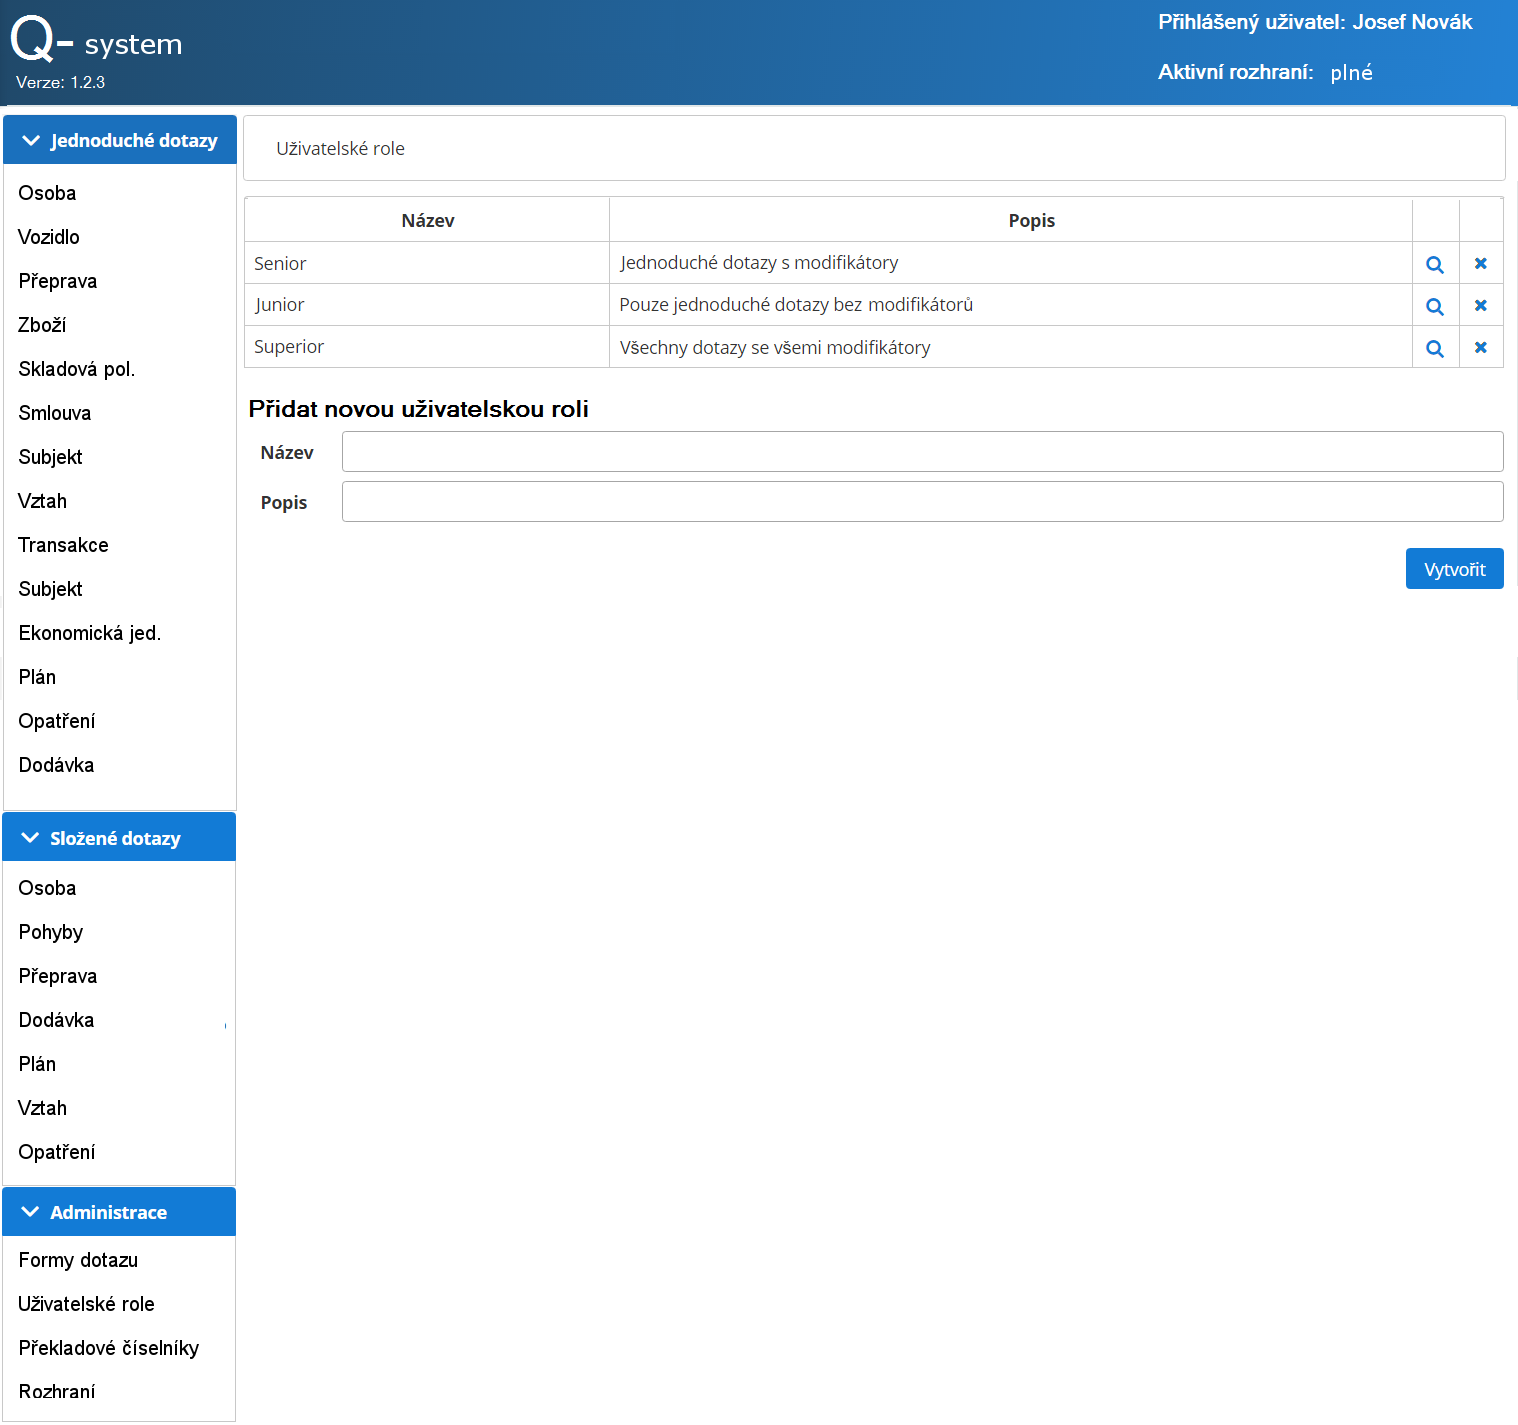 Q- system
Verze: 1.2.3
Přihlášený uživatel: Josef Novák
Aktivní rozhraní: plné
Jednoduché dotazy
Osoba
Vozidlo
Přeprava
Zboží
Skladová pol.
Smlouva
Subjekt
Vztah
Transakce
Subjekt
Ekonomická jed.
Plán
Opatření
Dodávka
Složené dotazy
Osoba
Pohyby
Přeprava
Dodávka
Plán
Vztah
Opatření
Administrace
Formy dotazu
Uživatelské role
Překladové číselníky
Rozhraní
Uživatelské role
Název Popis
Senior Jednoduché dotazy s modifikátory
Junior Pouze jednoduché dotazy bez modifikátorů
Superior Všechny dotazy se všemi modifikátory
Přidat novou uživatelskou roli
Název
Popis
Vytvořit